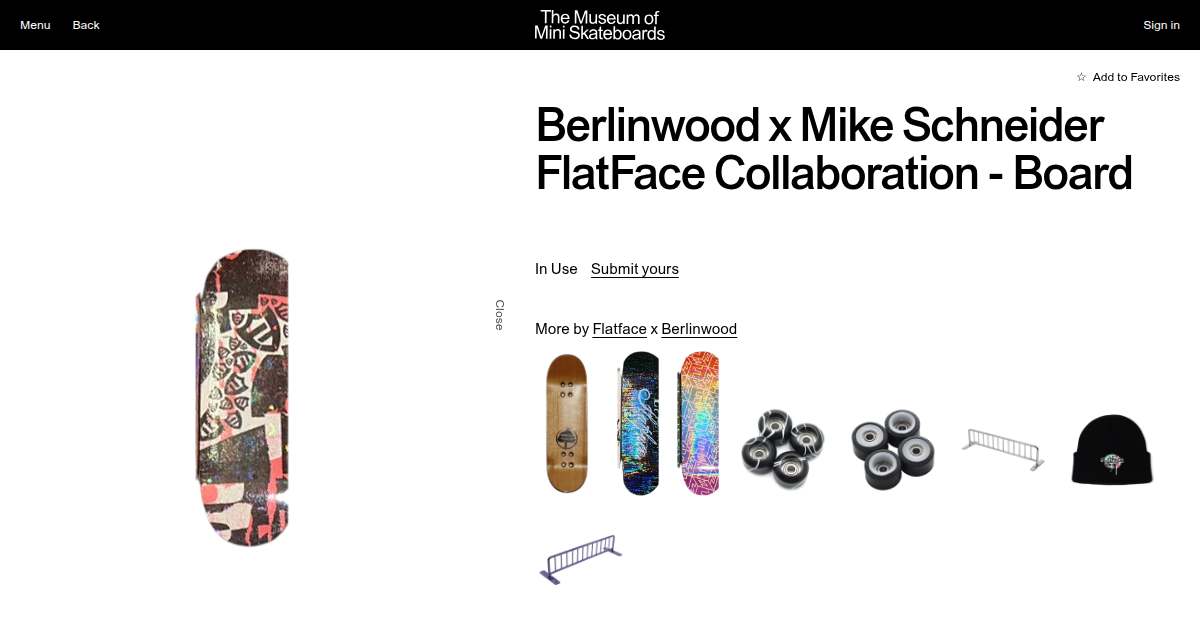 Menu
Back
The Museum of
Mini Skateboards
Sign in
☆ Add to Favorites
Berlinwood x Mike Schneider
FlatFace Collaboration - Board
In Use
Submit yours
Close
More by Flatface x Berlinwood